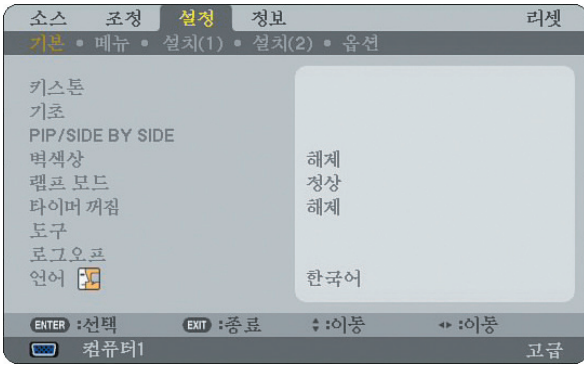 소스 조정 설정 정보 리셋
기본 • 메뉴 • 설치(1) • 설치(2) • 옵션
키스톤
기초
PIP/SIDE BY SIDE
벽색상 해제
램프 모드 정상
타이머 꺼짐 해제
도구
로그오프
언어 한국어
ENTER :선택 EXIT :종료 :이동 :이동
컴퓨터1 고급